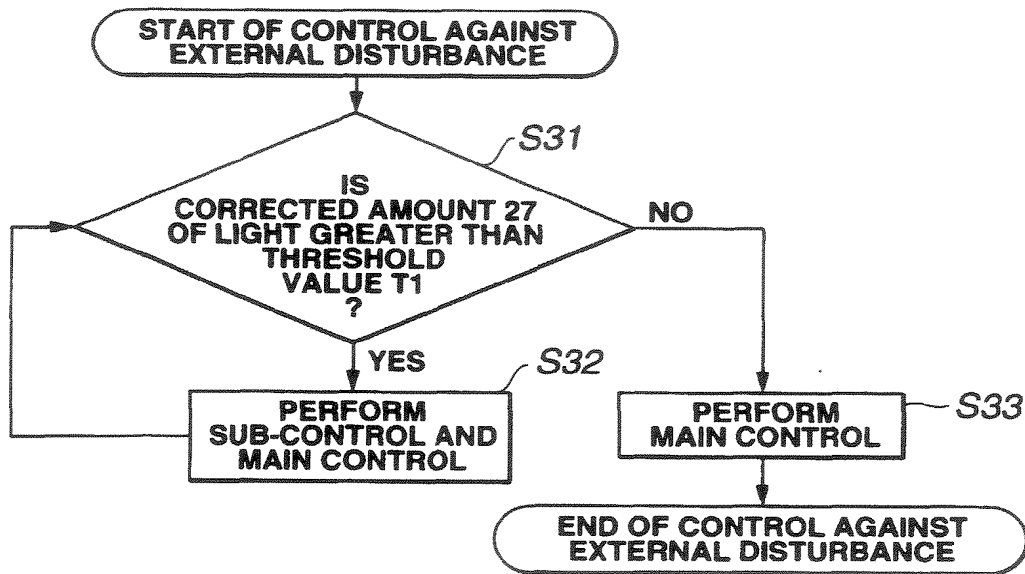 START OF CONTROL AGAINST
EXTERNAL DISTURBANCE
S31
IS
CORRECTED AMOUNT 27
OF LIGHT GREATER THAN
THRESHOLD
VALUE T1
?
NO
YES
S32
PERFORM
SUB-CONTROL AND
MAIN CONTROL
S33
PERFORM
MAIN CONTROL
END OF CONTROL AGAINST
EXTERNAL DISTURBANCE